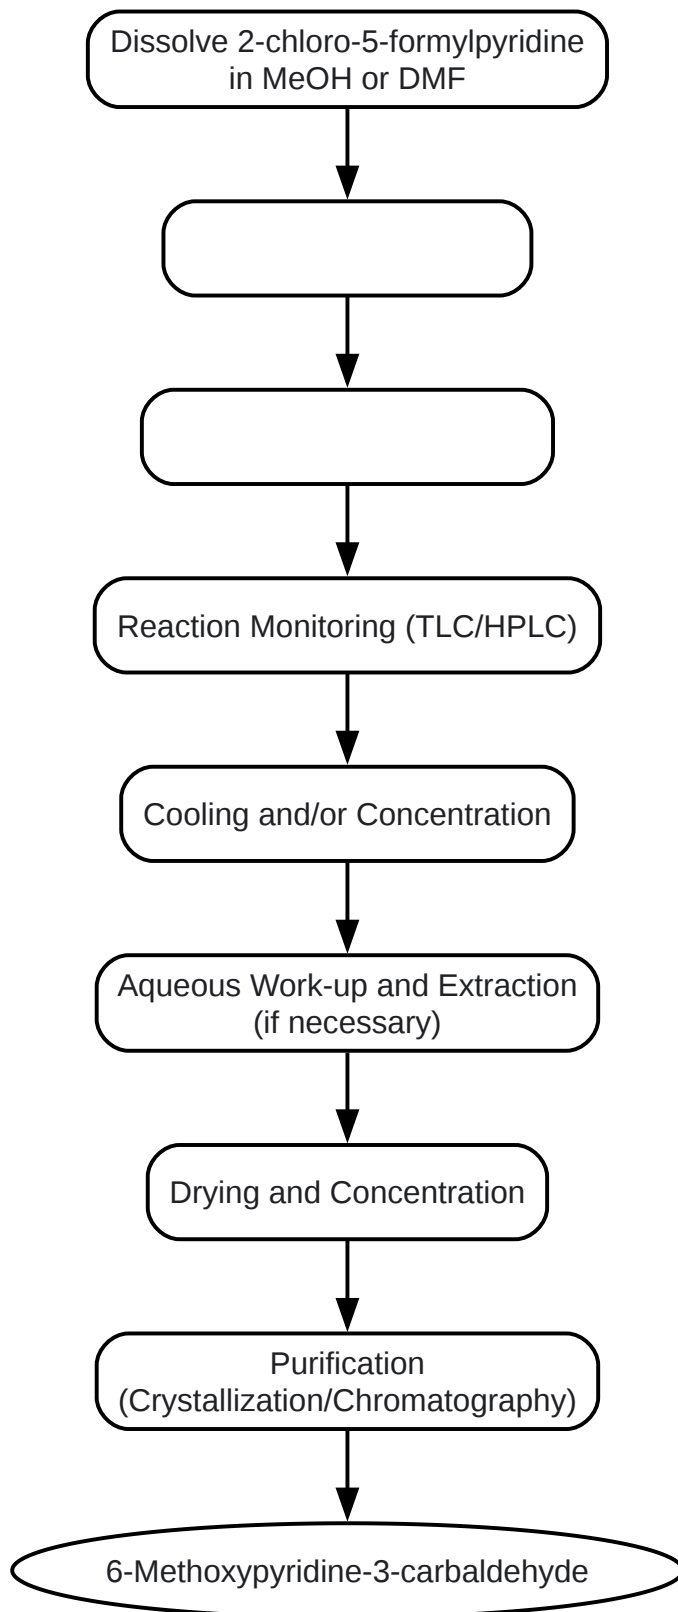 Dissolve 2-chloro-5-formylpyridine
in MeOH or DMF
Reaction Monitoring (TLC/HPLC)
Cooling and/or Concentration
Aqueous Work-up and Extraction
(if necessary)
Drying and Concentration
Purification
(Crystallization/Chromatography)
6-Methoxypyridine-3-carbaldehyde